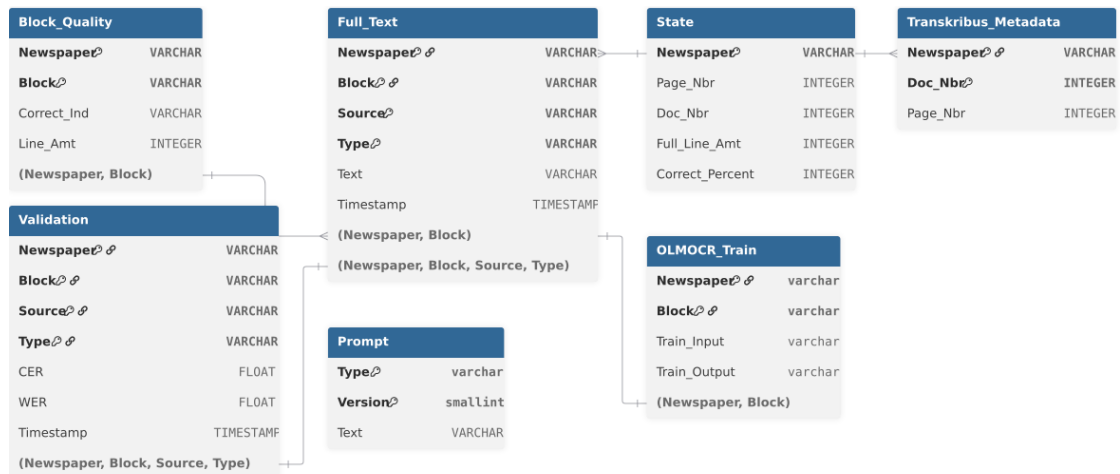 Block_Quality
Newspaper VARCHAR
Block VARCHAR
Correct_Ind VARCHAR
Line_Amt INTEGER
(Newspaper, Block)
Validation
Newspaper VARCHAR
Block VARCHAR
Source VARCHAR
Type VARCHAR
CER FLOAT
WER FLOAT
Timestamp TIMESTAMP
(Newspaper, Block, Source, Type)
Full_Text
Newspaper VARCHAR
Block VARCHAR
Source VARCHAR
Type VARCHAR
Text VARCHAR
Timestamp TIMESTAMP
(Newspaper, Block)
(Newspaper, Block, Source, Type)
Prompt
Type varchar
Version smallint
Text VARCHAR
State
Newspaper VARCHAR
Page_Nbr INTEGER
Doc_Nbr INTEGER
Full_Line_Amt INTEGER
Correct_Percent INTEGER
OLMOCR_Train
Newspaper varchar
Block varchar
Train_Input varchar
Train_Output varchar
(Newspaper, Block)
Transkribus_Metadata
Newspaper VARCHAR
Doc_Nbr INTEGER
Page_Nbr INTEGER